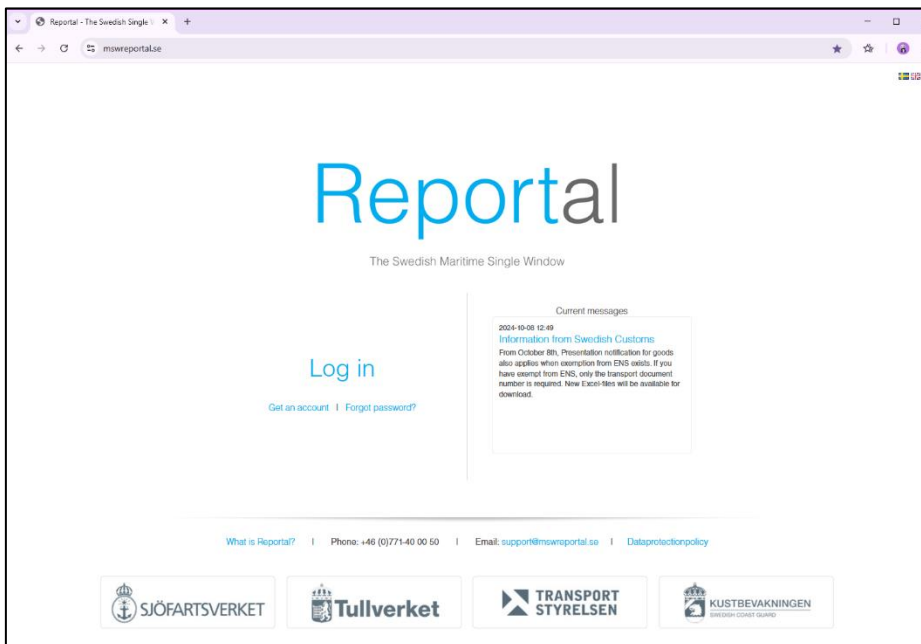 Reportal - The Swedish Single
mswreportal.se
Reportal
The Swedish Maritime Single Window
Log in
Get an account | Forgot password?
Current messages
2024-10-08 12:49
Information from Swedish Customs
From October 8th, Presentation notification for goods
also applies when exemption from ENS exists. If you
have exempt from ENS, only the transport document
number is required. New Excel-files will be available for
download.
What is Reportal? | Phone: +46 (0)771-40 00 50 | Email: support@mswreportal.se | Dataprotectionpolicy
SJÖFARTSVERKET
Tullverket
TRANSPORT
STYRELSEN
KUSTBEVAKNINGEN
SWEDISH COAST GUARD